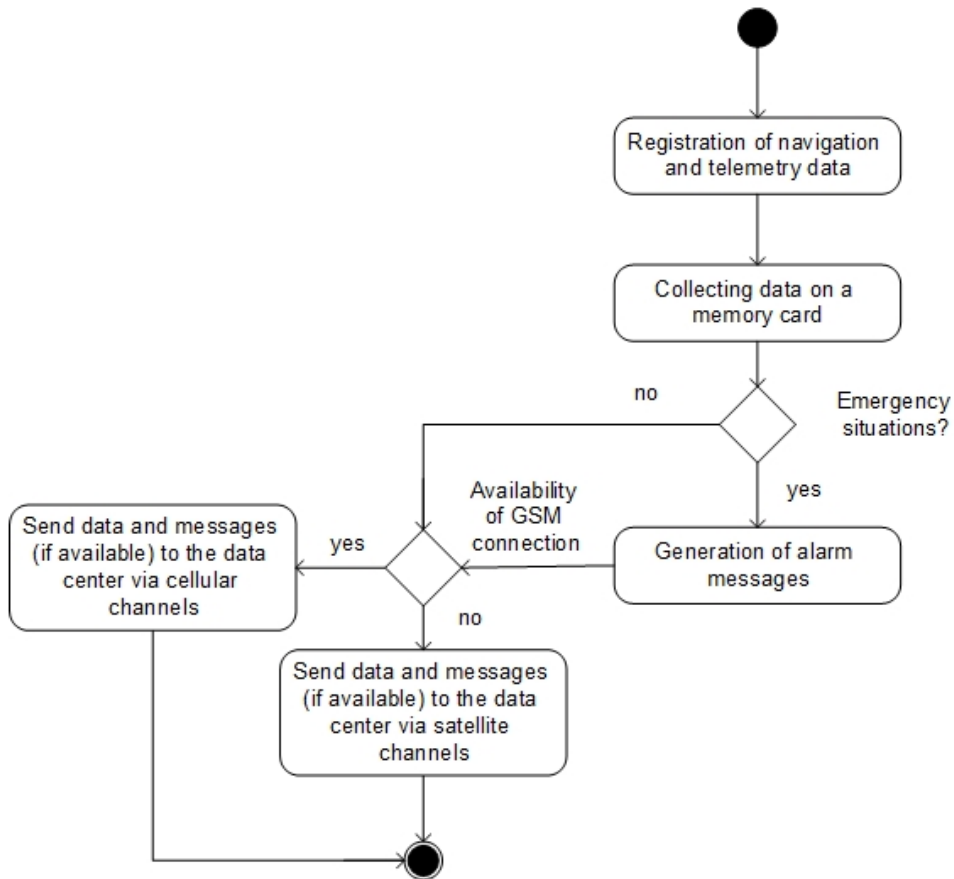 Registration of navigation
and telemetry data
Collecting data on a
memory card
no
Emergency
situations?
yes
Availability
of GSM
connection
Generation of alarm
messages
Send data and messages
(if available) to the data
center via cellular
channels
yes
no
Send data and messages
(if available) to the data
center via satellite
channels